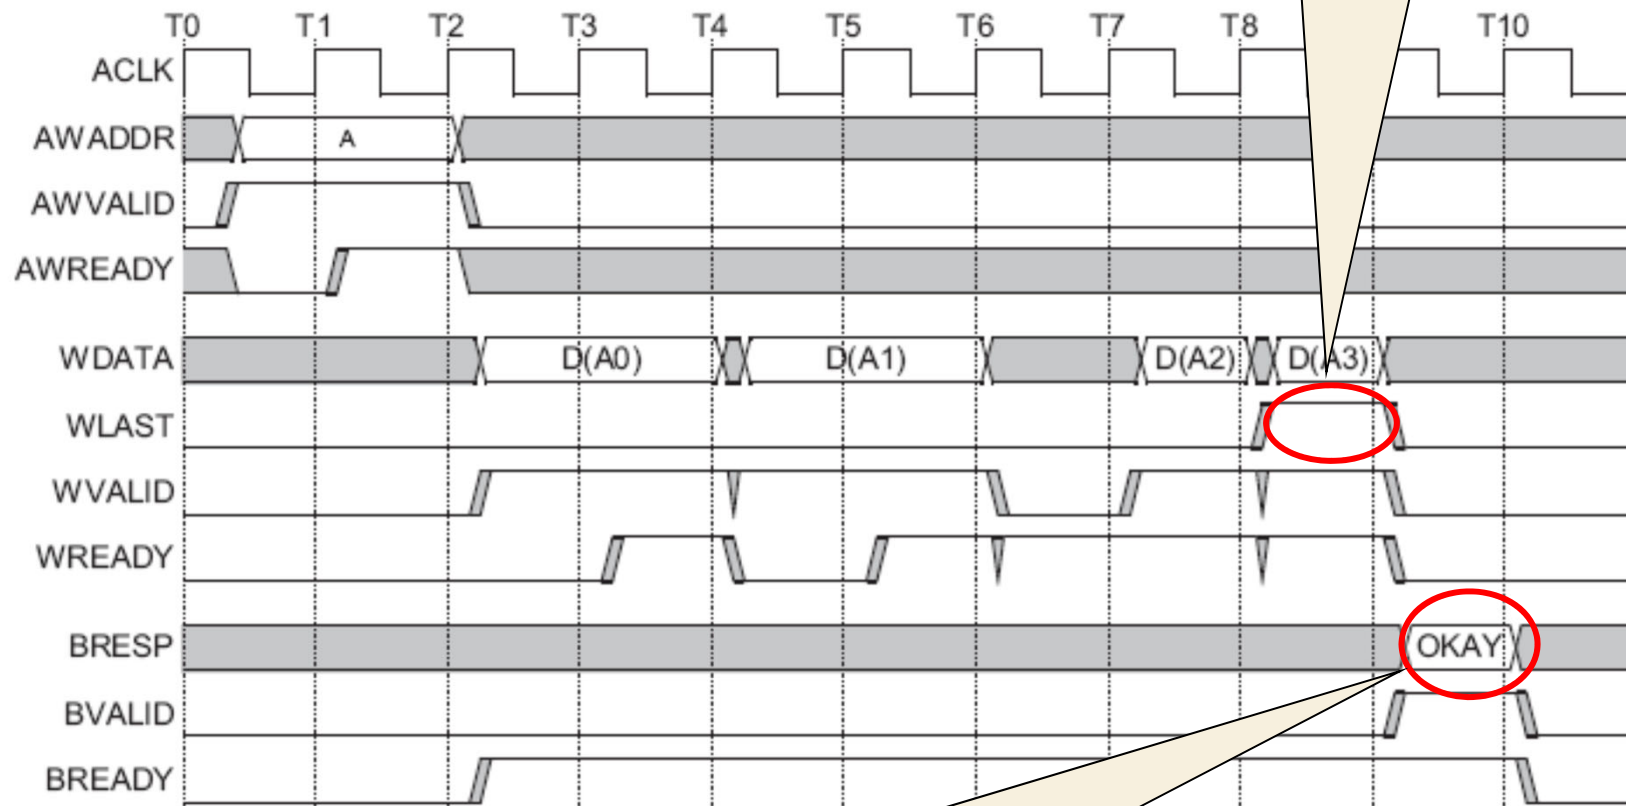 T0 T1 T2 T3 T4 T5 T6 T7 T8 T10
ACLK
AWADDR A
AWVALID
AWREADY
WDATA D(A0) D(A1) D(A2) D(A3)
WLAST
WVALID
WREADY
BRESP OKAY
BVALID
BREADY